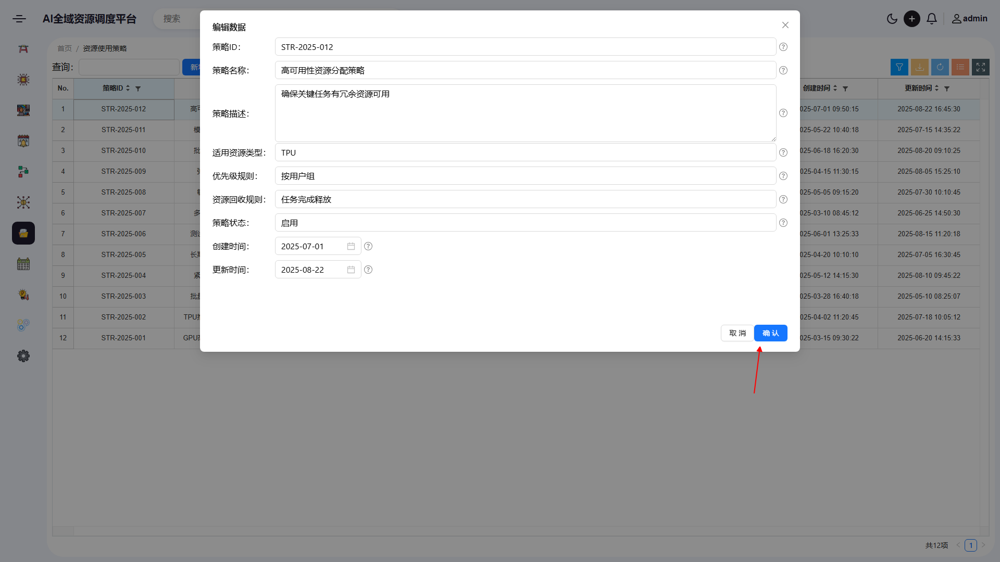 AI全域资源调度平台
搜索
admin
首页 / 资源使用策略
查询：
新
No.
策略ID
创建时间
更新时间
1 STR-2025-012 025-07-01 09:50:15 2025-08-22 16:45:30
2 STR-2025-011 模 025-05-22 10:40:18 2025-07-15 14:35:22
3 STR-2025-010 批 025-06-18 16:20:30 2025-08-20 09:10:25
4 STR-2025-009 025-04-15 11:30:15 2025-08-05 15:25:10
5 STR-2025-008 025-05-05 09:15:20 2025-07-30 10:10:45
6 STR-2025-007 多 025-03-10 08:45:12 2025-06-25 14:50:30
7 STR-2025-006 测 025-06-01 13:25:33 2025-08-15 11:20:18
8 STR-2025-005 长 025-04-20 10:10:10 2025-07-05 16:30:45
9 STR-2025-004 紧 025-05-12 14:15:30 2025-08-10 09:45:22
10 STR-2025-003 批 025-03-28 16:40:18 2025-05-10 08:25:07
11 STR-2025-002 TPU 025-04-02 11:20:45 2025-07-18 10:05:12
12 STR-2025-001 GPU 025-03-15 09:30:22 2025-06-20 14:15:33
编辑数据
策略ID： STR-2025-012
策略名称： 高可用性资源分配策略
策略描述： 确保关键任务有冗余资源可用
适用资源类型： TPU
优先级规则： 按用户组
资源回收规则： 任务完成释放
策略状态： 启用
创建时间： 2025-07-01
更新时间： 2025-08-22
取 消
确 认
共12项
1